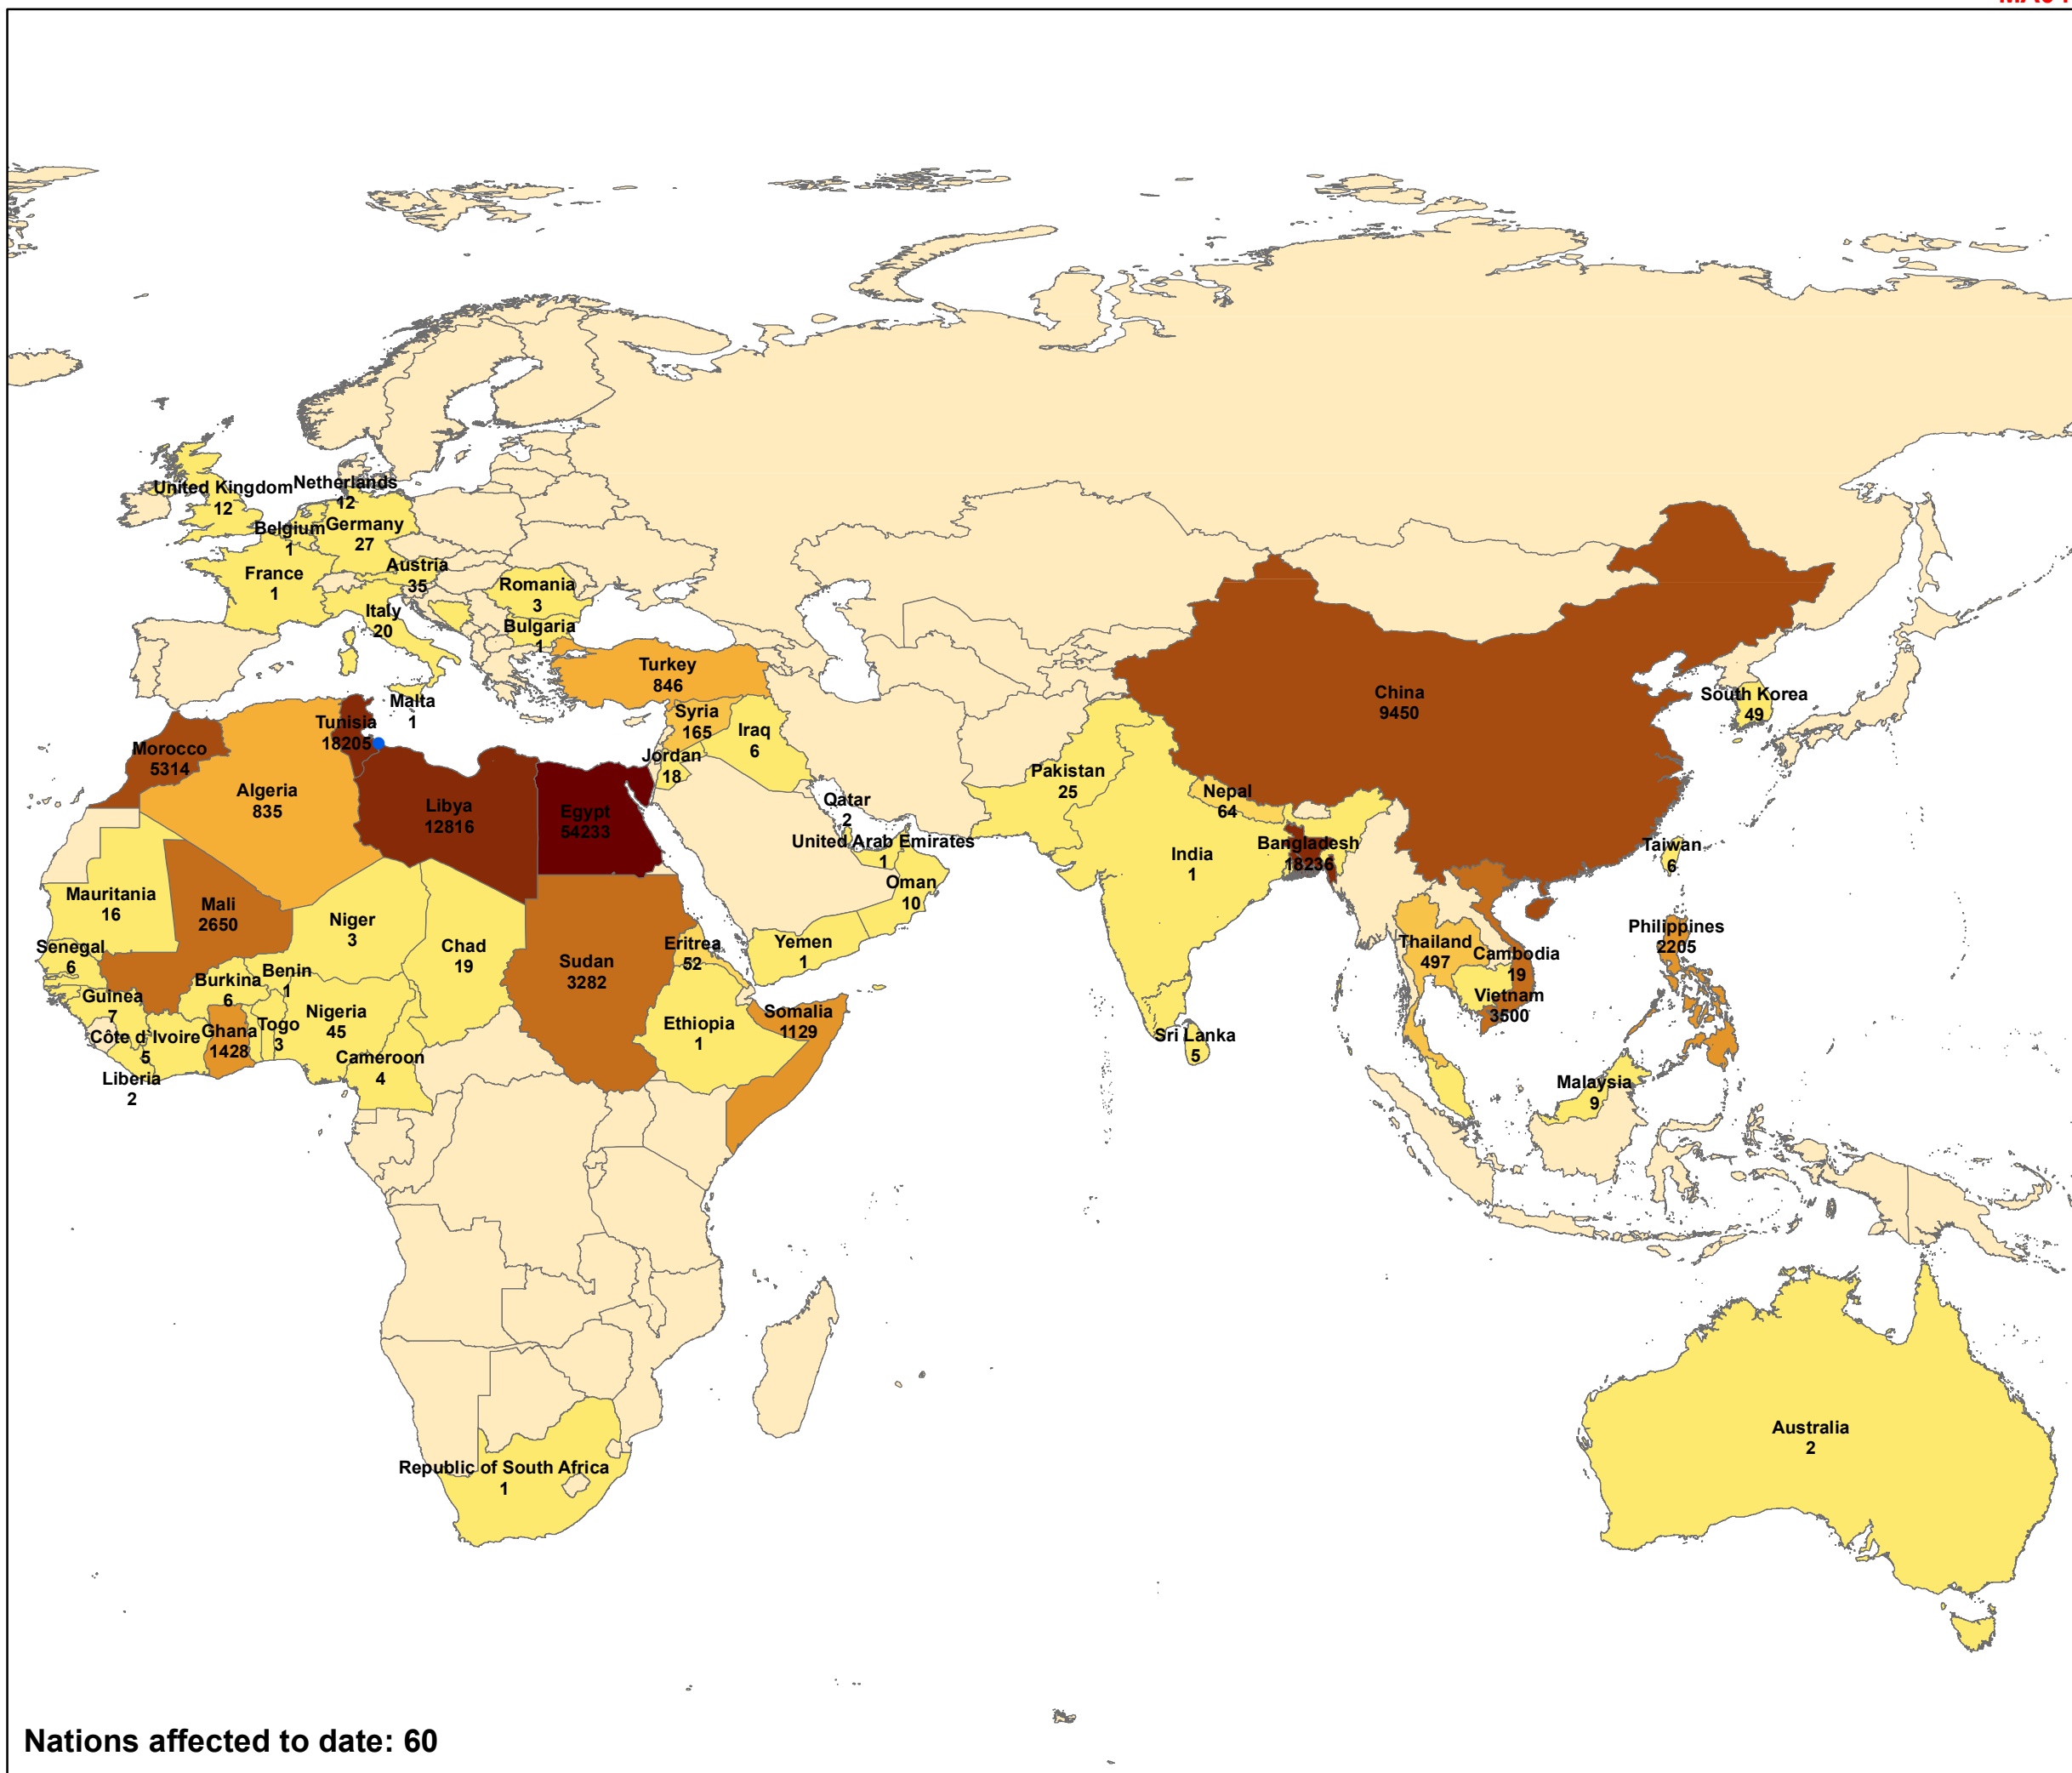 United Kingdom
12
Netherlands
12
Belgium
1
Germany
27
France
1
Austria
35
Romania
3
Italy
20
Bulgaria
1
Turkey
846
Malta
1
Tunisia
18205
Syria
165
Iraq
6
Jordan
18
Morocco
5314
Algeria
835
Libya
12816
Egypt
54233
China
9450
South Korea
49
Pakistan
25
Nepal
64
Qatar
2
United Arab Emirates
1
Bangladesh
18236
India
1
Taiwan
6
Oman
10
Mauritania
16
Mali
2650
Niger
3
Chad
19
Sudan
3282
Eritrea
52
Yemen
1
Philippines
2205
Thailand
497
Cambodia
19
Vietnam
3500
Senegal
6
Burkina
6
Benin
1
Guinea
7
Nigeria
45
Côte d'Ivoire
5
Ghana
1428
Togo
3
Cameroon
4
Liberia
2
Ethiopia
1
Somalia
1129
Sri Lanka
5
Malaysia
9
Australia
2
Republic of South Africa
1
Nations affected to date: 60